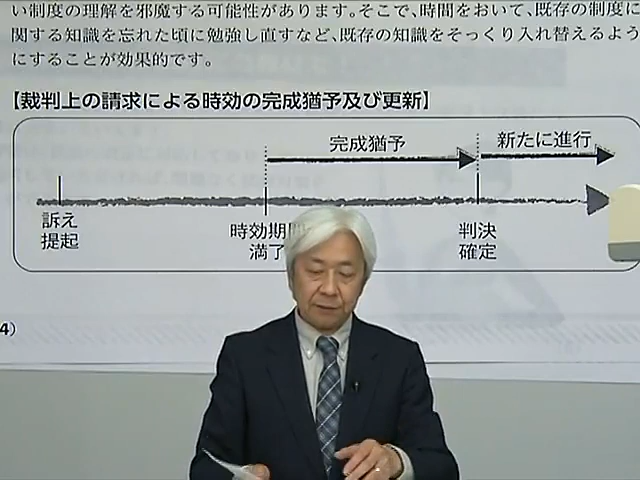 い制度の理解を邪魔する可能性があります。そこで、時間をおいて、既存の制度に
関する知識を忘れた頃に勉強し直すなど、既存の知識をそっくり入れ替えるよう
にすることが効果的です。
【裁判上の請求による時効の完成猶予及び更新】
完成猶予
新たに進行
訴え
提起
時効期間
満了
判決
確定
4)